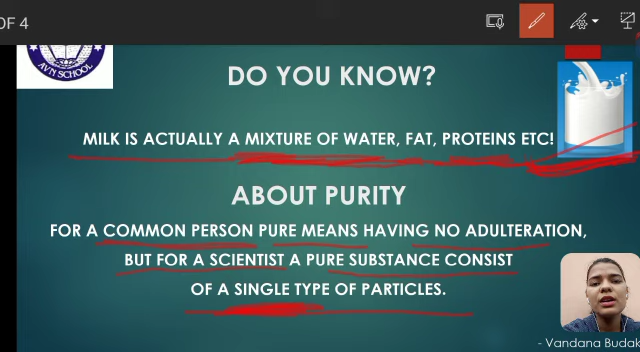 OF 4
AVN SCHOOL
DO YOU KNOW?
MILK IS ACTUALLY A MIXTURE OF WATER, FAT, PROTEINS ETC!
ABOUT PURITY
FOR A COMMON PERSON PURE MEANS HAVING NO ADULTERATION,
BUT FOR A SCIENTIST A PURE SUBSTANCE CONSIST
OF A SINGLE TYPE OF PARTICLES.
- Vandana Budak